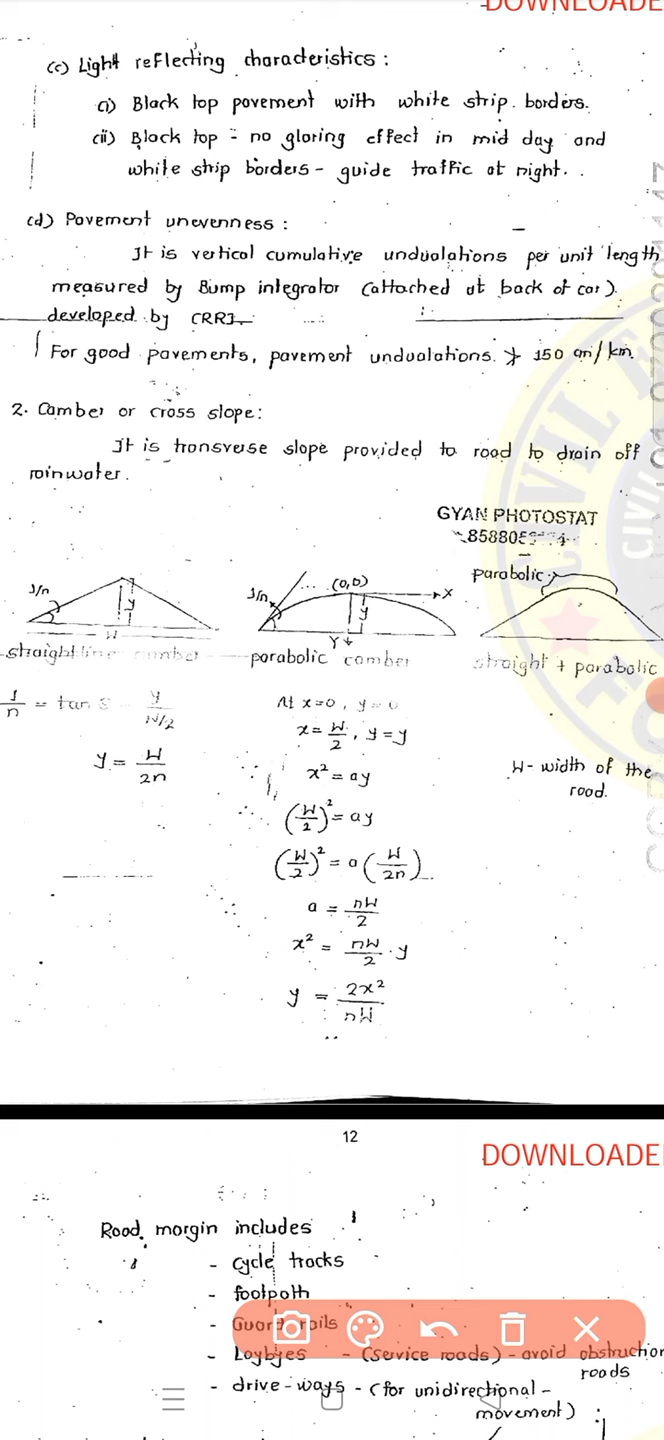 DOWNLOADE
(c) Light reflecting characteristics :
(i) Black top pavement with white strip. borders.
(ii) Black top - no glaring effect in mid day and
white ship borders - guide traffic at night.
(d) Pavement unevenness :
It is vertical cumulative undualations per unit length
measured by Bump integrator (attached at back of car)
developed by CRRI
For good pavements, pavement undualations ≯ 150 cm/km.
2. Camber or cross slope:
It is transverse slope provided to road to drain off
rainwater.
GYAN PHOTOSTAT
parabolic
1/n
y
W
1/n
(0,0)
X
y
Y
straight line camber
parabolic camber
straight + parabolic
1/n = tan = y / W/2
y = W/2n
At x=0, y=0
x = W/2, y=y
x² = ay
(W/2)² = ay
(W/2)² = a(W/2n)
a = nW/2
x² = nW/2 . y
y = 2x²/nW
W- width of the
road.
CIVIL
12
DOWNLOADE
Road margin includes
- cycle tracks
- footpath
- Guard rails
- Laybyes - (service roads) - avoid obstruction
roads
- drive-ways - (for unidirectional -
movement)